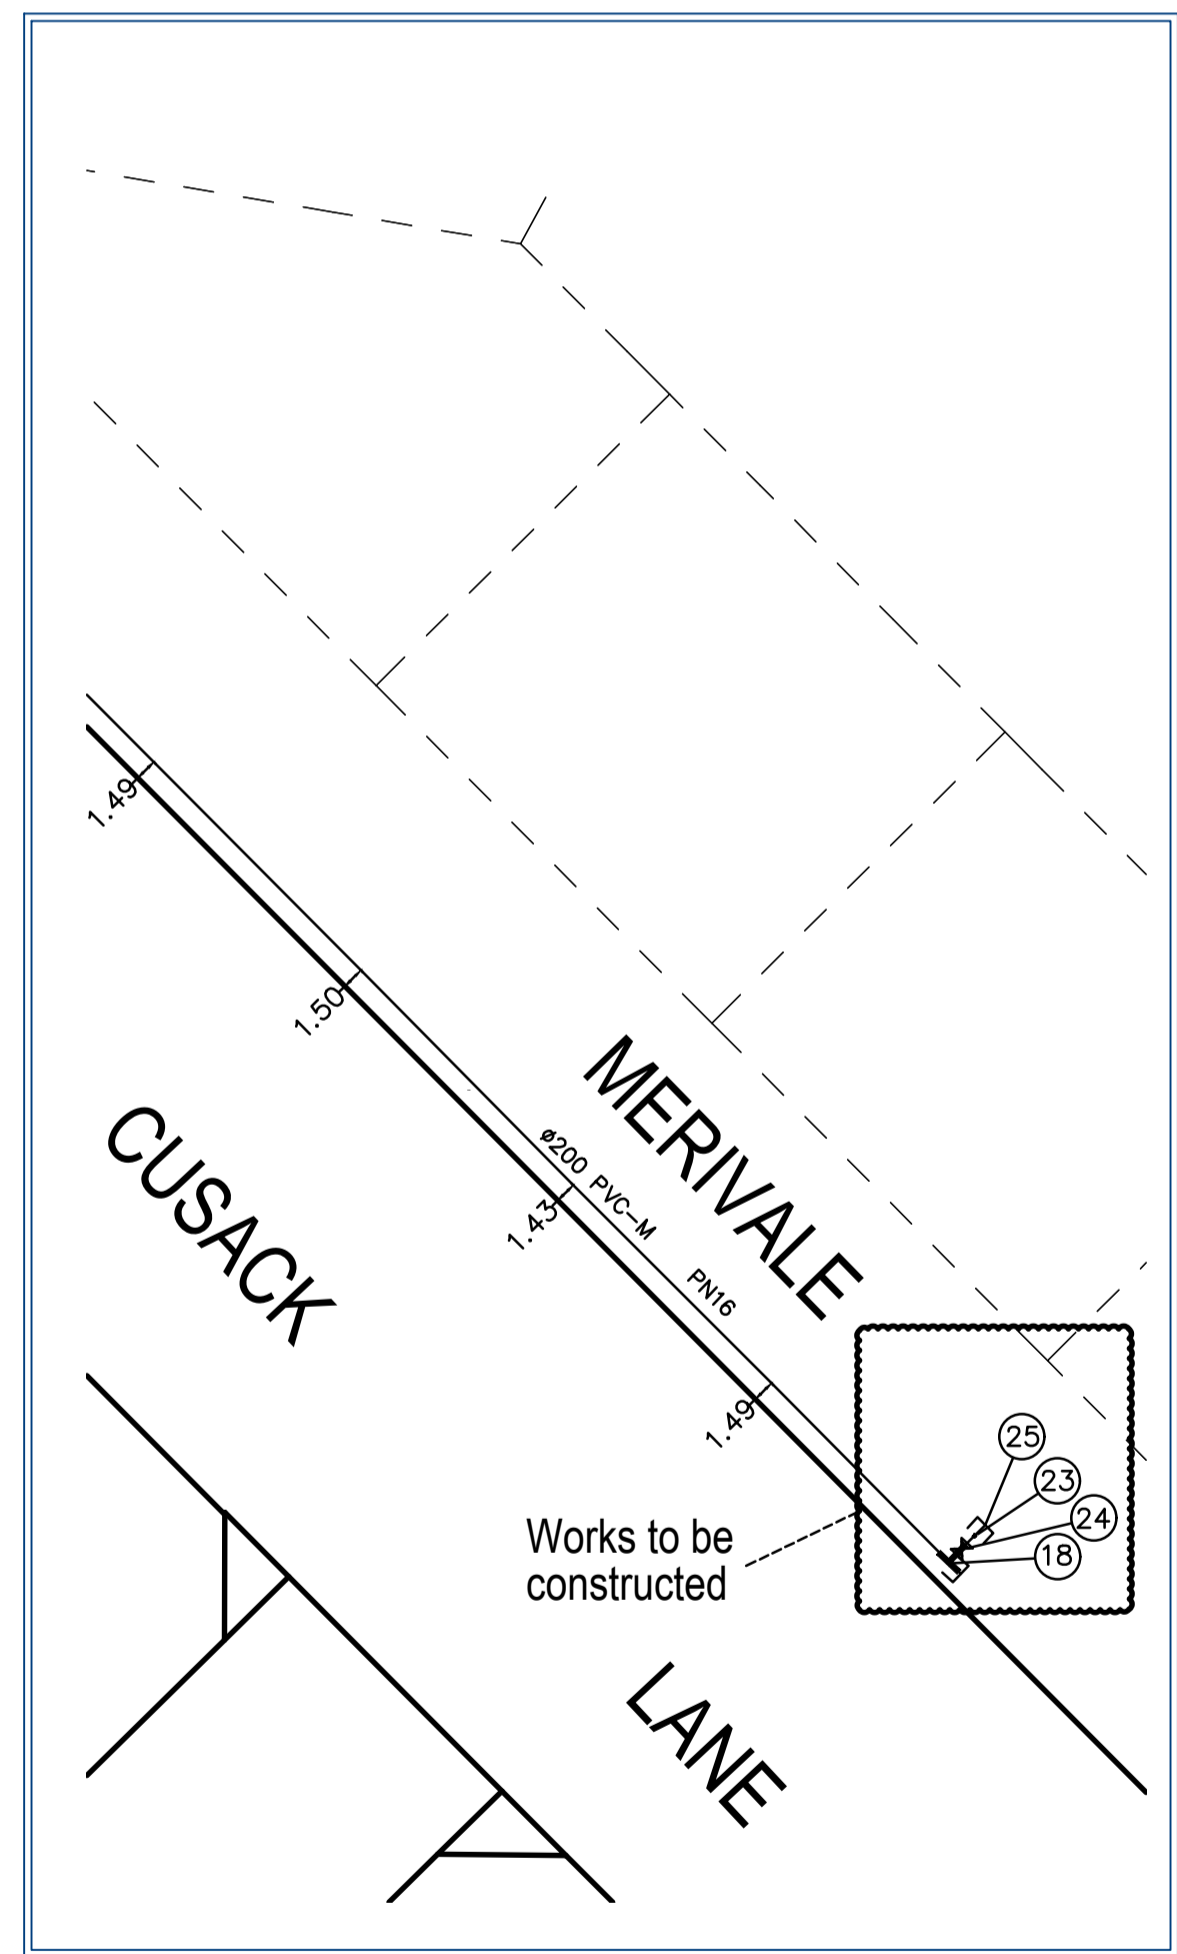 1.49
1.50
MERIVALE
CUSACK
ø200 PVC-M PN16
1.43
1.49
25
23
24
18
Works to be
constructed
LANE